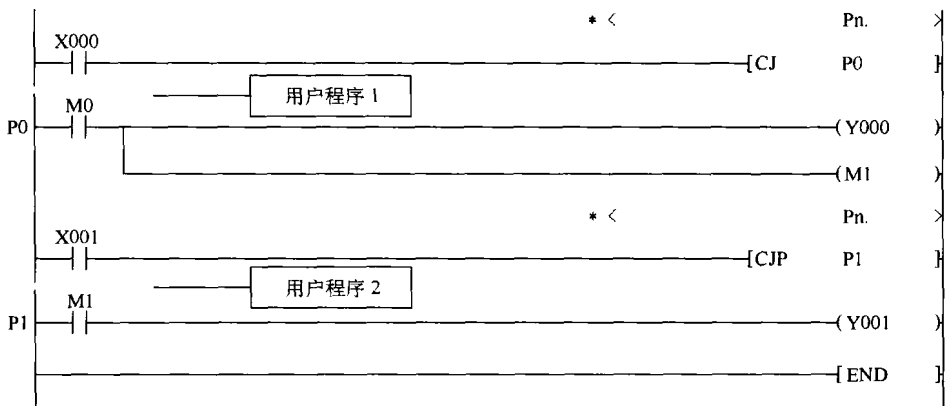 * < Pn. >
X000
[CJ P0 ]
用户程序 1
M0
P0 (Y000 )
(M1 )
* < Pn. >
X001
[CJP P1 ]
用户程序 2
M1
P1 (Y001 )
[END ]